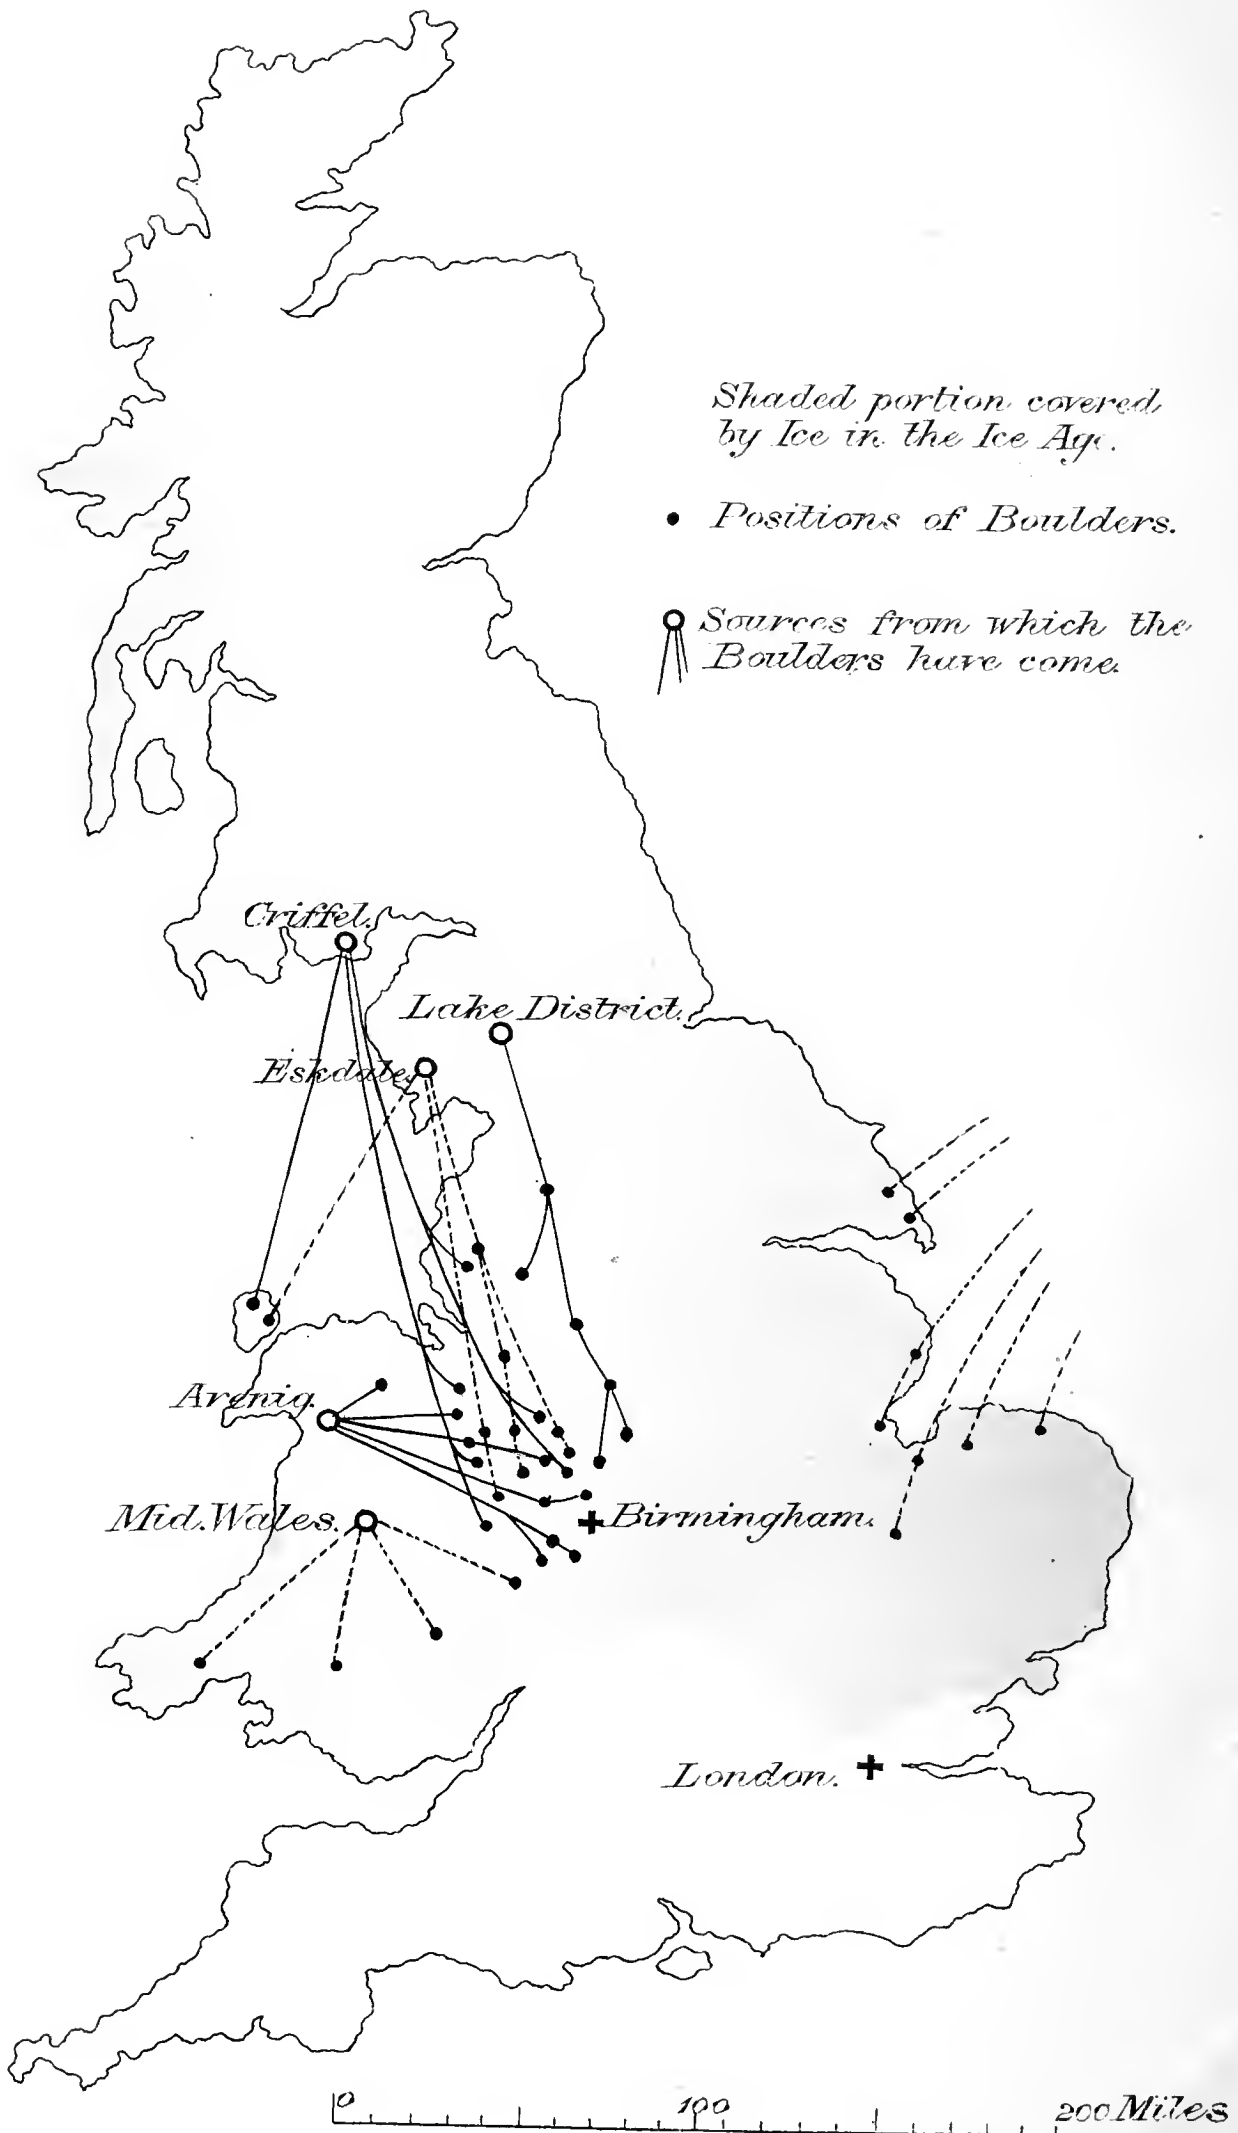 Shaded portion covered
by Ice in the Ice Age.
Positions of Boulders.
Sources from which the
Boulders have come.
Criffel.
Lake District.
Eskdale.
Arenig.
Mid. Wales.
Birmingham.
London.
0 100 200 Miles